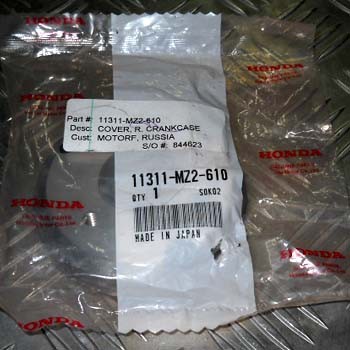 HONDA
HONDA
HONDA
Part #: 11311-MZ2-610
Desc: COVER, R. CRANKCASE
Cust: MOTORF, RUSSIA
S/O #: 844623
HONDA
11311-MZ2-610
QTY 1 SOK02
MADE IN JAPAN
HONDA
HONDA
HONDA